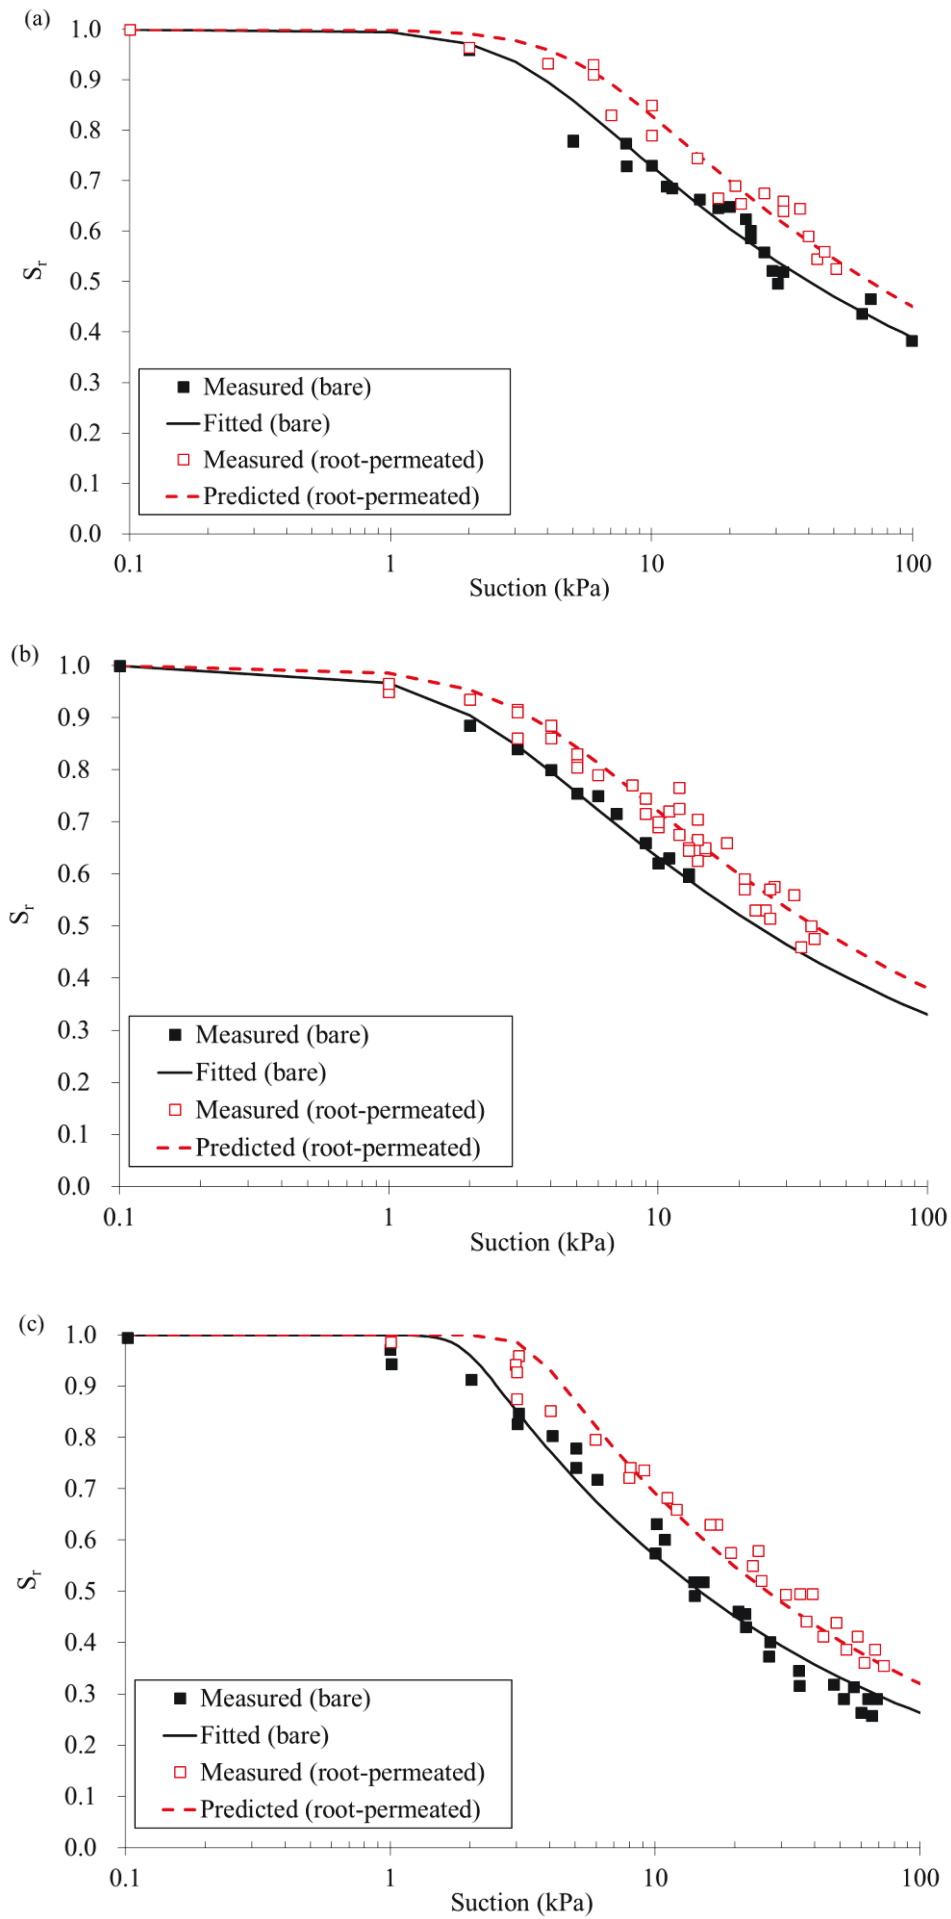 (a)
1.0
0.9
0.8
0.7
0.6
0.5
0.4
0.3
0.2
0.1
0.0
Sr
Measured (bare)
Fitted (bare)
Measured (root-permeated)
Predicted (root-permeated)
0.1 1 10 100
Suction (kPa)
(b)
1.0
0.9
0.8
0.7
0.6
0.5
0.4
0.3
0.2
0.1
0.0
Sr
Measured (bare)
Fitted (bare)
Measured (root-permeated)
Predicted (root-permeated)
0.1 1 10 100
Suction (kPa)
(c)
1.0
0.9
0.8
0.7
0.6
0.5
0.4
0.3
0.2
0.1
0.0
Sr
Measured (bare)
Fitted (bare)
Measured (root-permeated)
Predicted (root-permeated)
0.1 1 10 100
Suction (kPa)